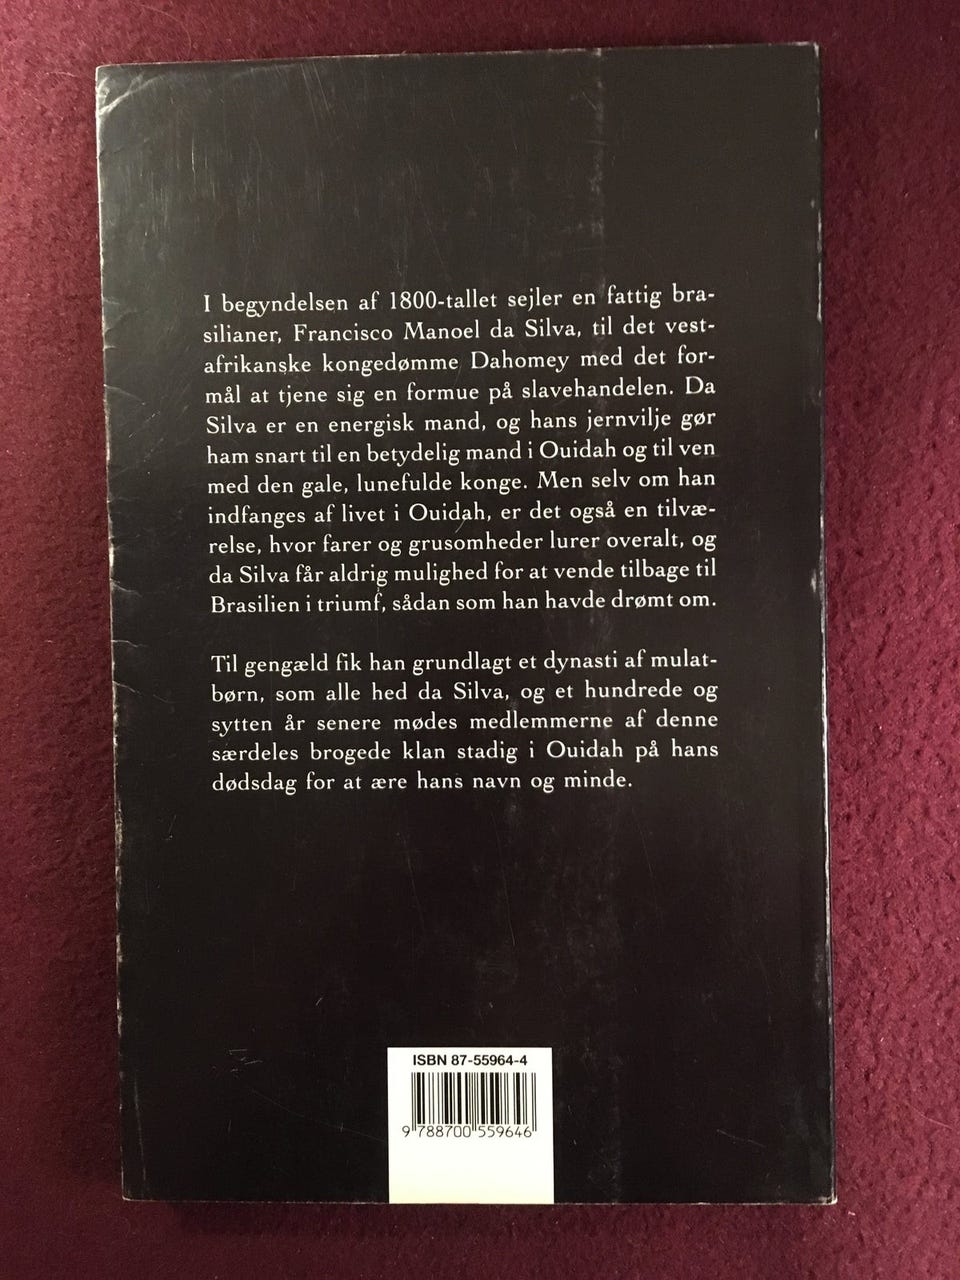 I begyndelsen af 1800-tallet sejler en fattig bra-
silianer, Francisco Manoel da Silva, til det vest-
afrikanske kongedømme Dahomey med det for-
mål at tjene sig en formue på slavehandelen. Da
Silva er en energisk mand, og hans jernvilje gør
ham snart til en betydelig mand i Ouidah og til ven
med den gale, lunefulde konge. Men selv om han
indfanges af livet i Ouidah, er det også en tilvæ-
relse, hvor farer og grusomheder lurer overalt, og
da Silva får aldrig mulighed for at vende tilbage til
Brasilien i triumf, sådan som han havde drømt om.
Til gengæld fik han grundlagt et dynasti af mulat-
børn, som alle hed da Silva, og et hundrede og
sytten år senere mødes medlemmerne af denne
særdeles brogede klan stadig i Ouidah på hans
dødsdag for at ære hans navn og minde.
ISBN 87-55964-4
9 788700 559646